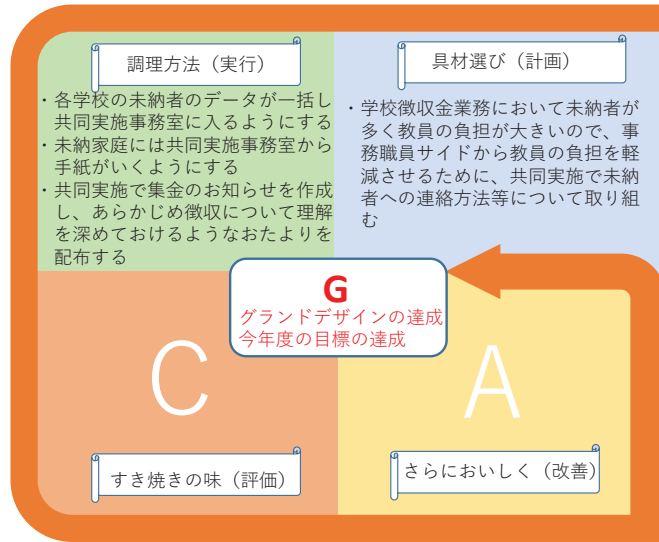 調理方法（実行）
・各学校の未納者のデータが一括し
共同実施事務室に入るようにする
・未納家庭には共同実施事務室から
手紙がいくようにする
・共同実施で集金のお知らせを作成
し、あらかじめ徴収について理解
を深めておけるようなおたよりを
配布する
具材選び（計画）
・学校徴収金業務において未納者が
多く教員の負担が大きいので、事
務職員サイドから教員の負担を軽
減させるために、共同実施で未納
者への連絡方法等について取り組
む
G
グランドデザインの達成
今年度の目標の達成
C
すき焼きの味（評価）
A
さらにおいしく（改善）